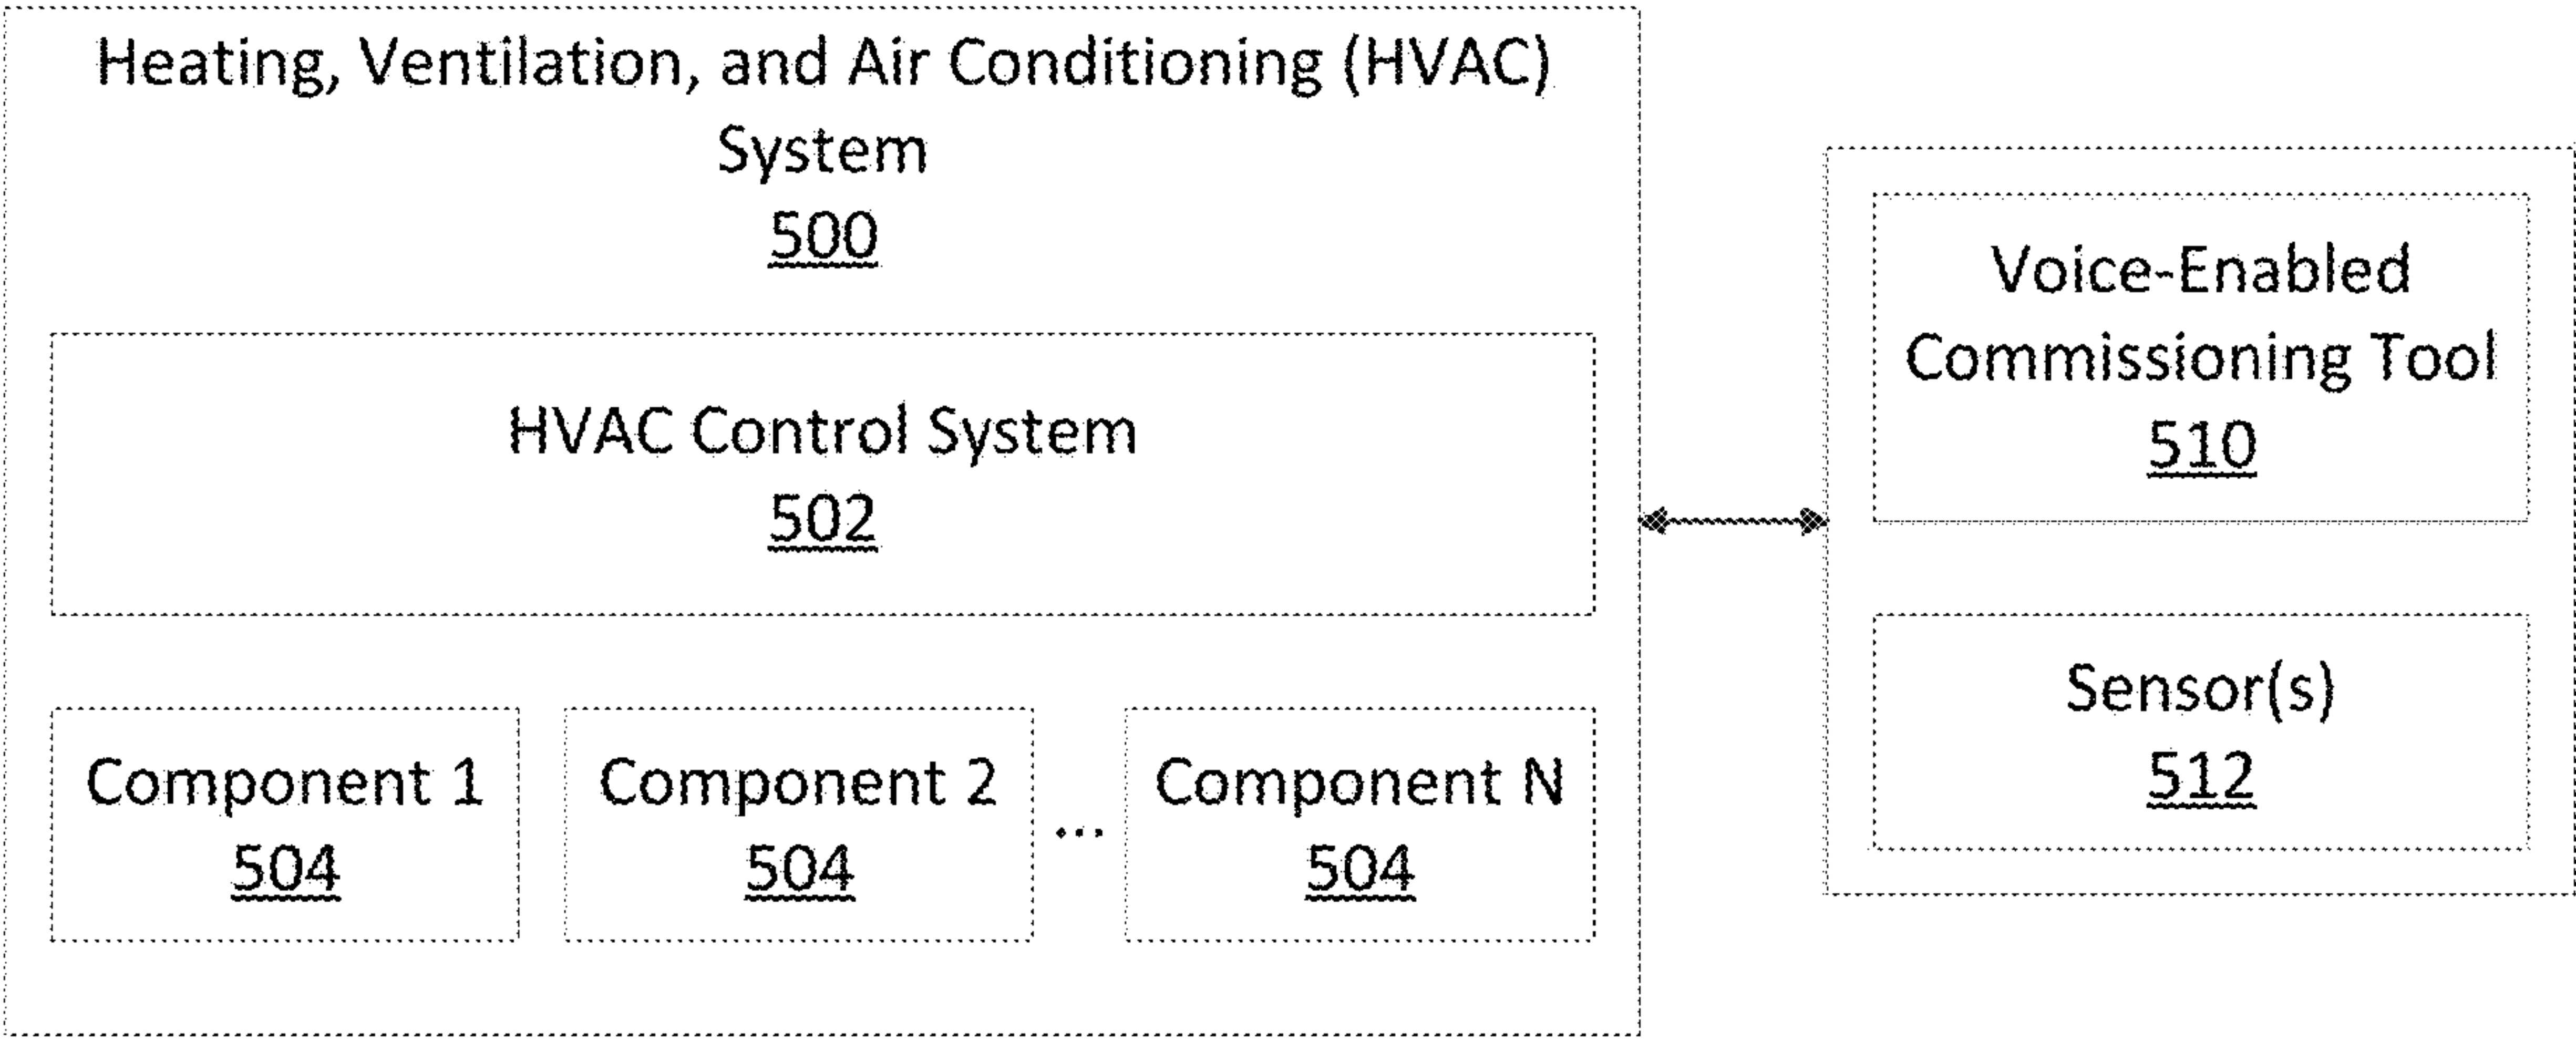 Heating, Ventilation, and Air Conditioning (HVAC)
System
500
HVAC Control System
502
Component 1
504
Component 2
504
...
Component N
504
Voice-Enabled
Commissioning Tool
510
Sensor(s)
512